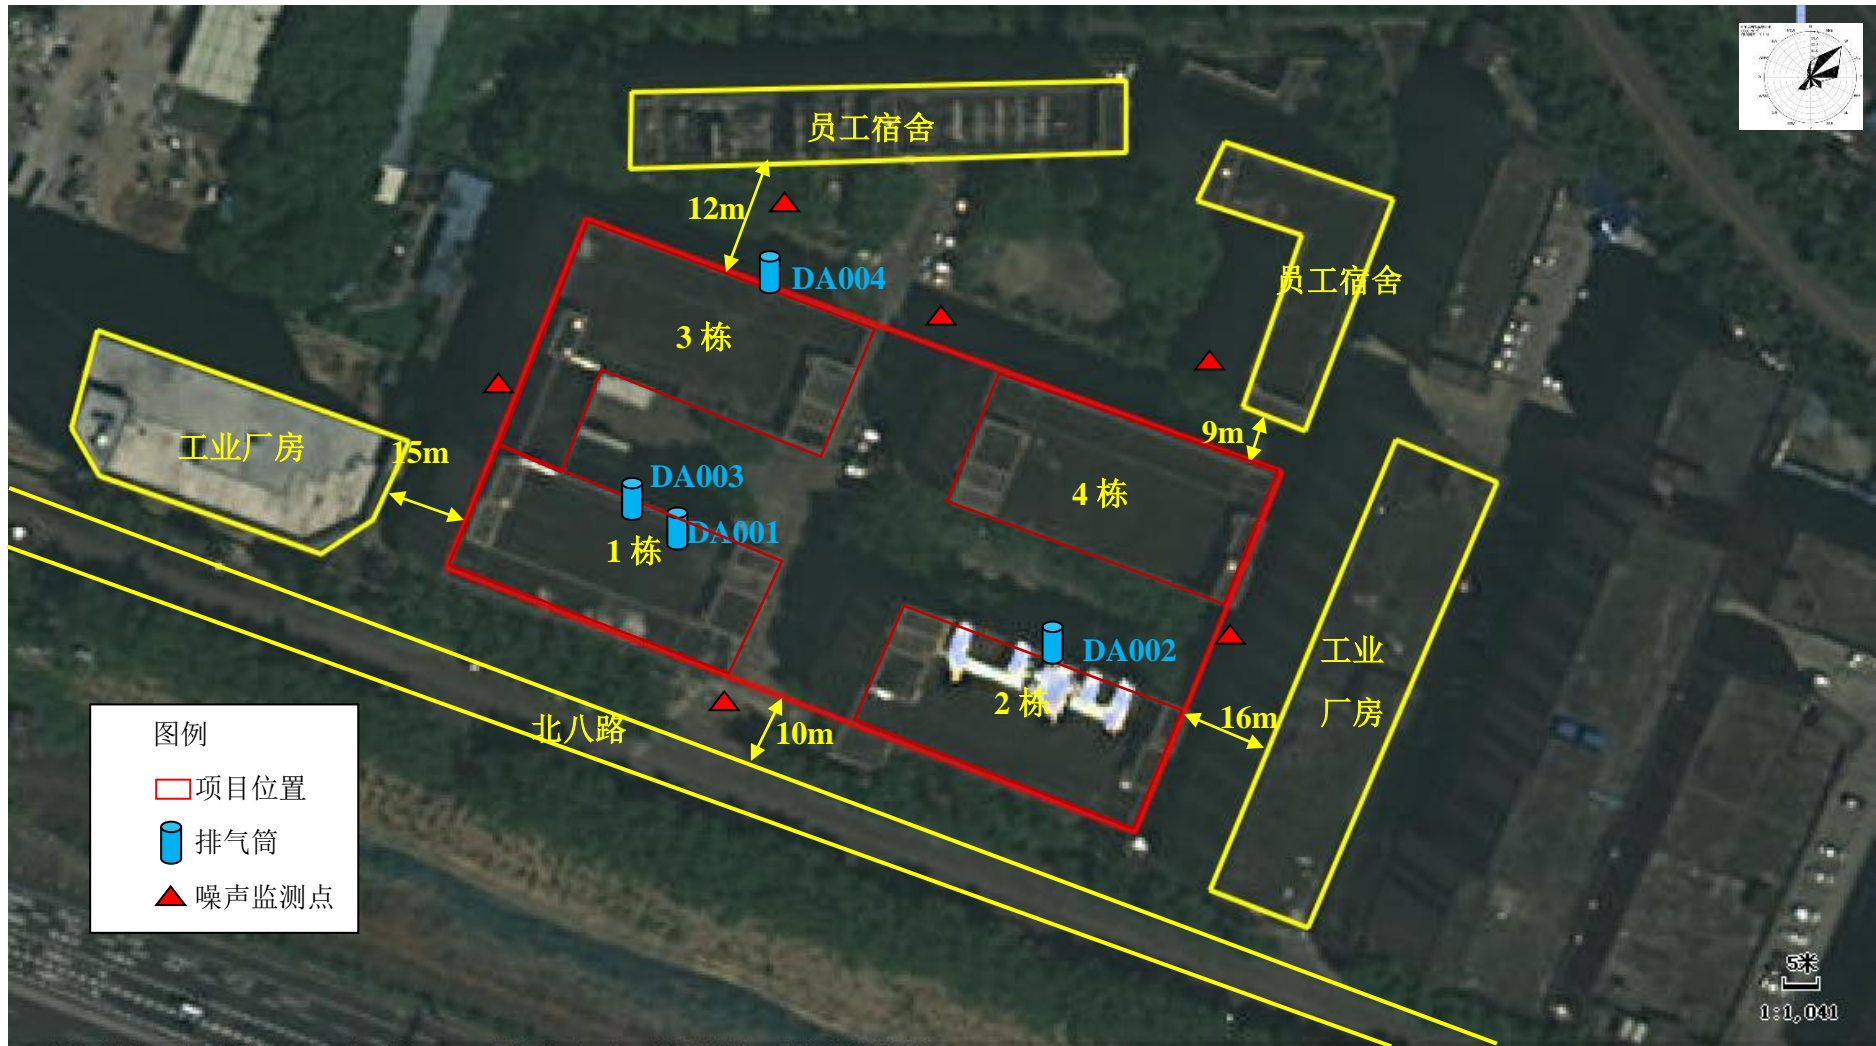 员工宿舍
12m
员工宿舍
DA004
3 栋
9m
工业厂房
15m
DA003
4 栋
DA001
1 栋
DA002
工业
厂房
2 栋
16m
北八路
10m
图例
项目位置
排气筒
噪声监测点
5米
1:1,041